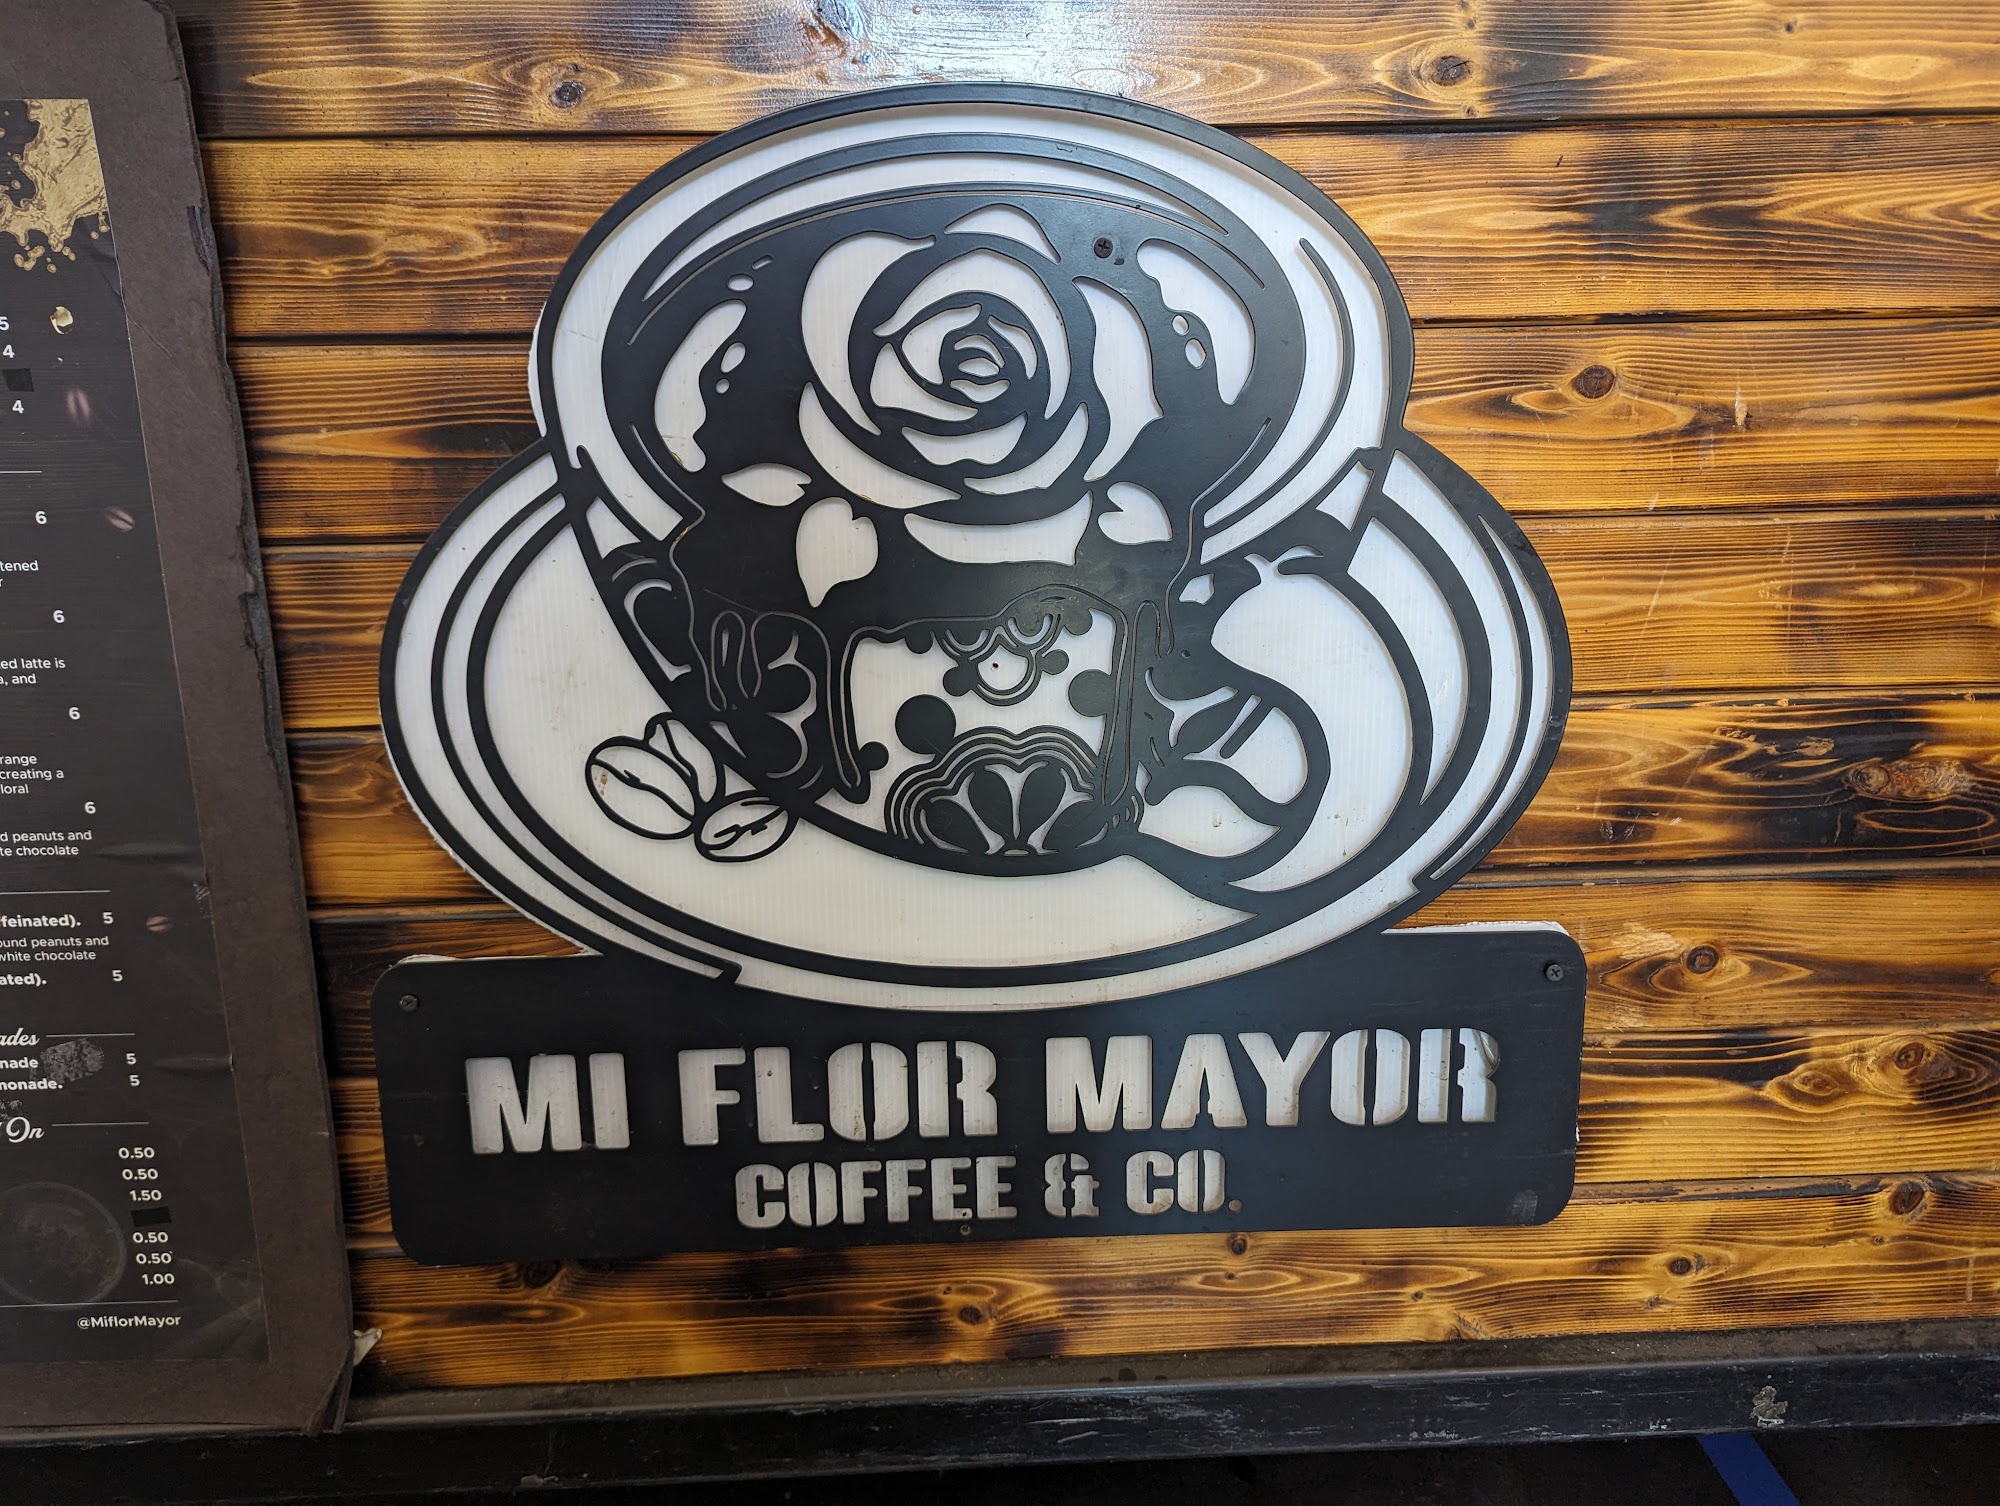 5
4
4
6
tened
6
ed latte is
a, and
6
range
creating a
loral
6
d peanuts and
te chocolate
feinated). 5
ound peanuts and
white chocolate
ated). 5
ades
nade 5
monade. 5
On
0.50
0.50
1.50
0.50
0.50
1.00
@MiflorMayor
MI FLOR MAYOR
COFFEE & CO.